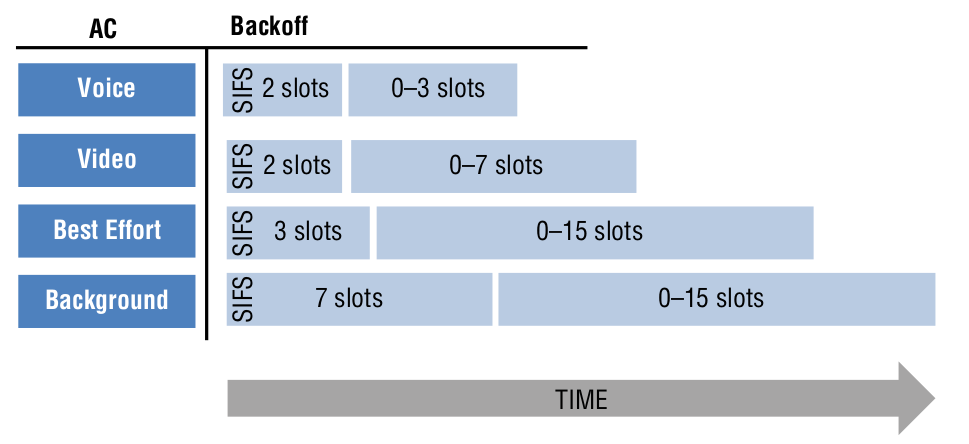 AC Backoff
Voice SIFS 2 slots 0–3 slots
Video SIFS 2 slots 0–7 slots
Best Effort SIFS 3 slots 0–15 slots
Background SIFS 7 slots 0–15 slots
TIME